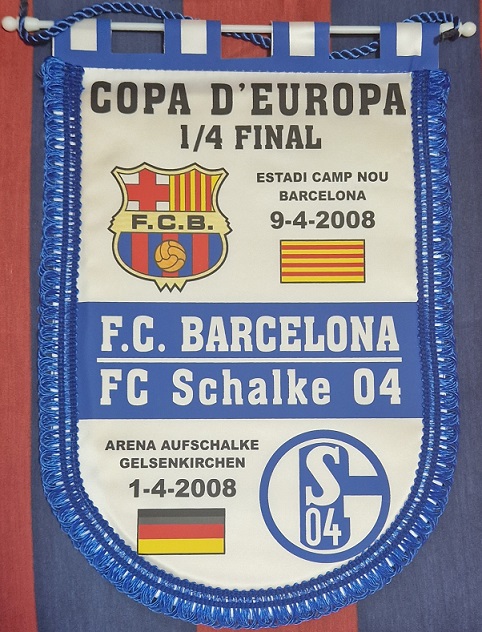 COPA D'EUROPA
1/4 FINAL
ESTADI CAMP NOU
BARCELONA
9-4-2008
F.C.B.
F.C. BARCELONA
FC Schalke 04
ARENA AUFSCHALKE
GELSENKIRCHEN
1-4-2008
S
04